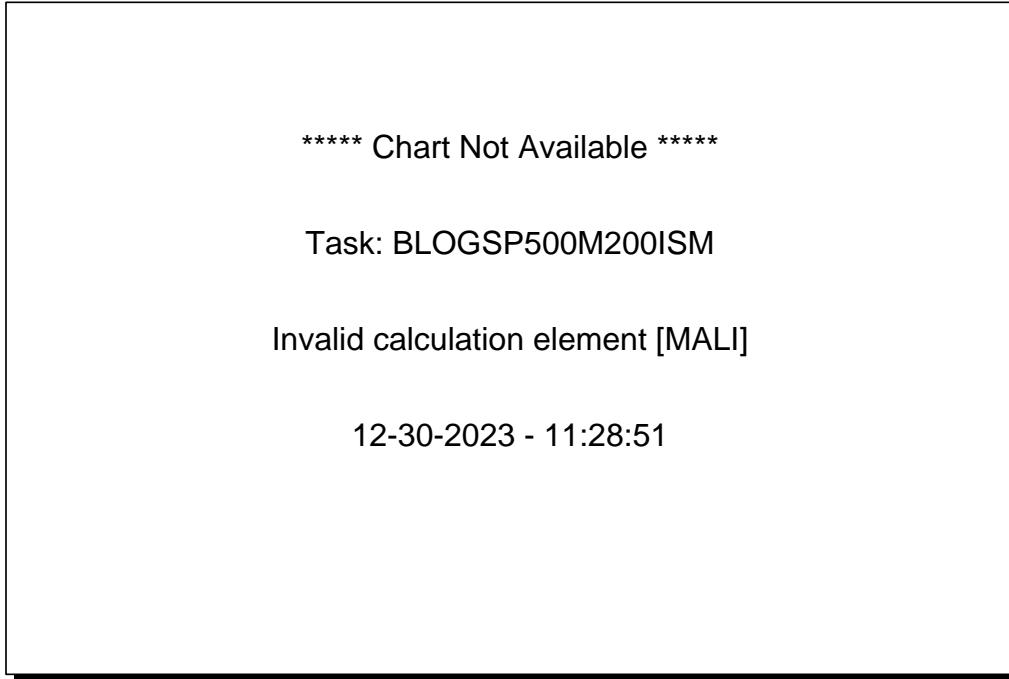 ***** Chart Not Available *****
Task: BLOGSP500M200ISM
Invalid calculation element [MALI]
12-30-2023 - 11:28:51